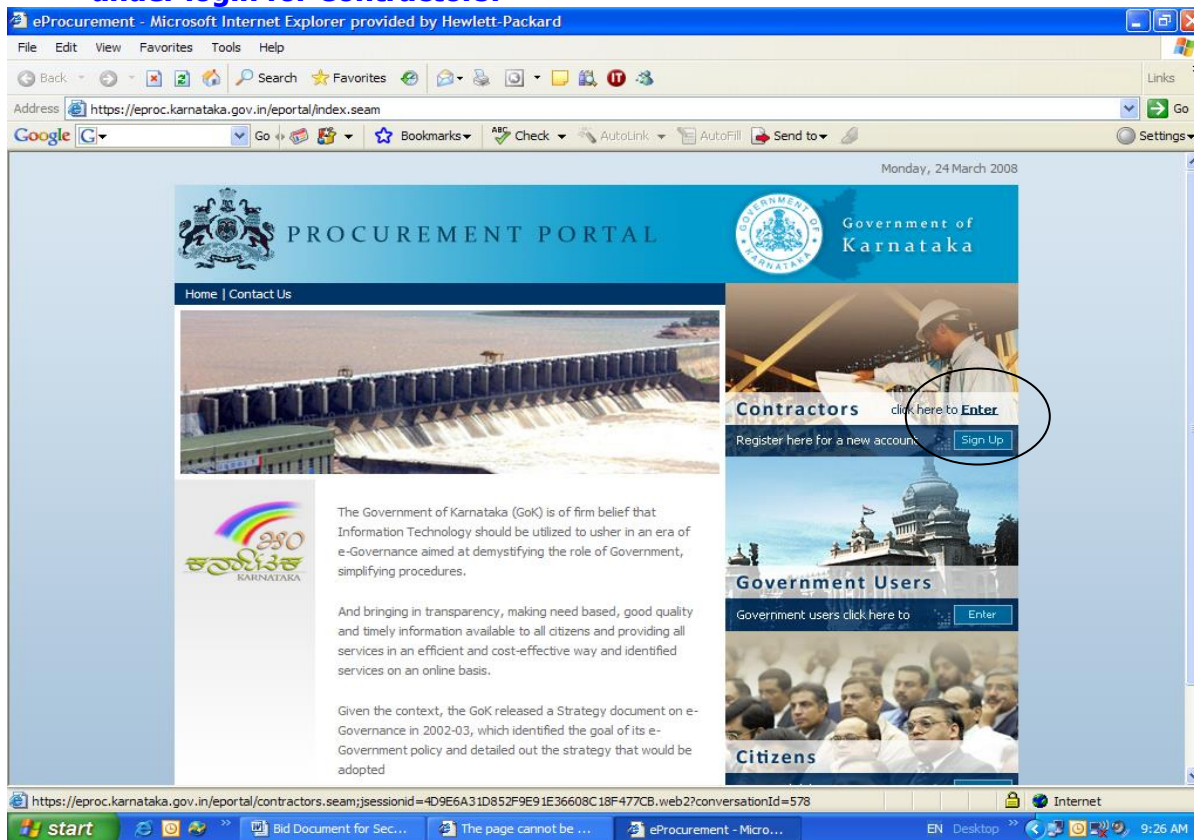 under login for Contractors.
eProcurement - Microsoft Internet Explorer provided by Hewlett-Packard
File Edit View Favorites Tools Help
Back Search Favorites
Links
Address https://eproc.karnataka.gov.in/eportal/index.seam Go
Google G Go Bookmarks ABC Check AutoLink AutoFill Send to Settings
Monday, 24 March 2008
PROCUREMENT PORTAL
GOVERNMENT OF KARNATAKA
Government of
Karnataka
Home | Contact Us
Contractors click here to Enter
Register here for a new account Sign Up
Government Users
Government users click here to Enter
Citizens
ಕರ್ನಾಟಕ
KARNATAKA
The Government of Karnataka (GoK) is of firm belief that
Information Technology should be utilized to usher in an era of
e-Governance aimed at demystifying the role of Government,
simplifying procedures.
And bringing in transparency, making need based, good quality
and timely information available to all citizens and providing all
services in an efficient and cost-effective way and identified
services on an online basis.
Given the context, the GoK released a Strategy document on e-
Governance in 2002-03, which identified the goal of its e-
Government policy and detailed out the strategy that would be
adopted
https://eproc.karnataka.gov.in/eportal/contractors.seam;jsessionid=4D9E6A31D852F9E91E36608C18F477CB.web2?conversationId=578 Internet
start Bid Document for Sec... The page cannot be ... eProcurement - Micro... EN Desktop 9:26 AM